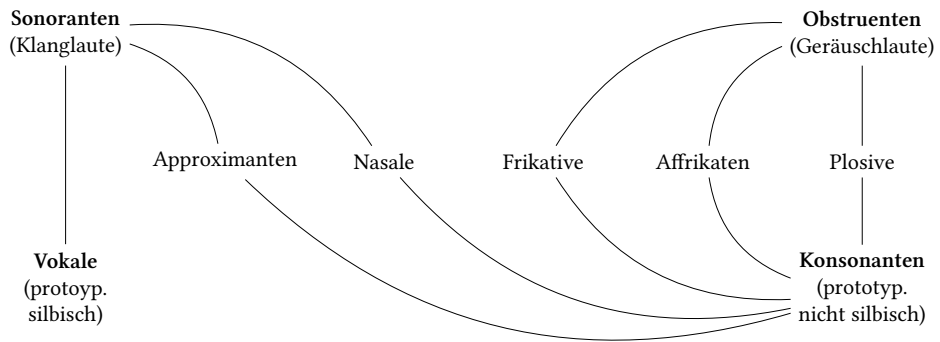 Sonoranten
(Klanglaute)
Obstruenten
(Geräuschlaute)
Approximanten
Nasale
Frikative
Affrikaten
Plosive
Vokale
(protoyp.
silbisch)
Konsonanten
(prototyp.
nicht silbisch)